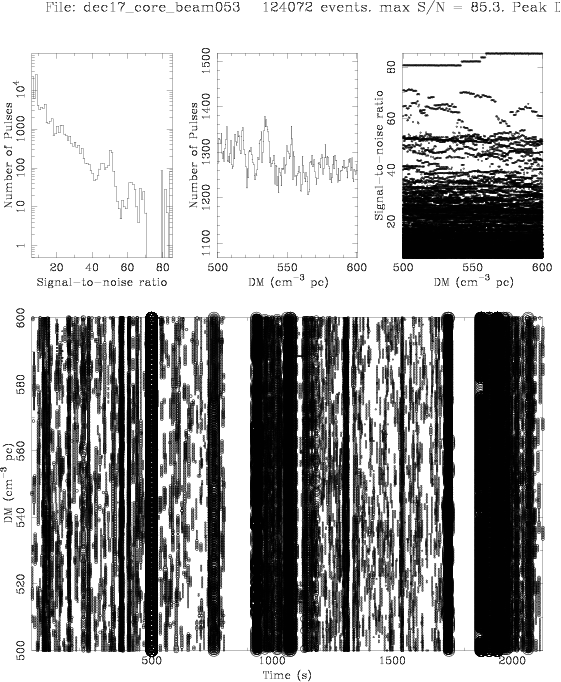 File: dec17_core_beam053 124072 events. max S/N = 85.3. Peak D
Number of Pulses
10⁴
1000
100
10
1
20 40 60 80
Signal-to-noise ratio
Number of Pulses
1500
1400
1300
1200
1100
500 550 600
DM (cm⁻³ pc)
Signal-to-noise ratio
80
60
40
20
500 550 600
DM (cm⁻³ pc)
DM (cm⁻³ pc)
600
580
560
540
520
500
500 1000 1500 2000
Time (s)